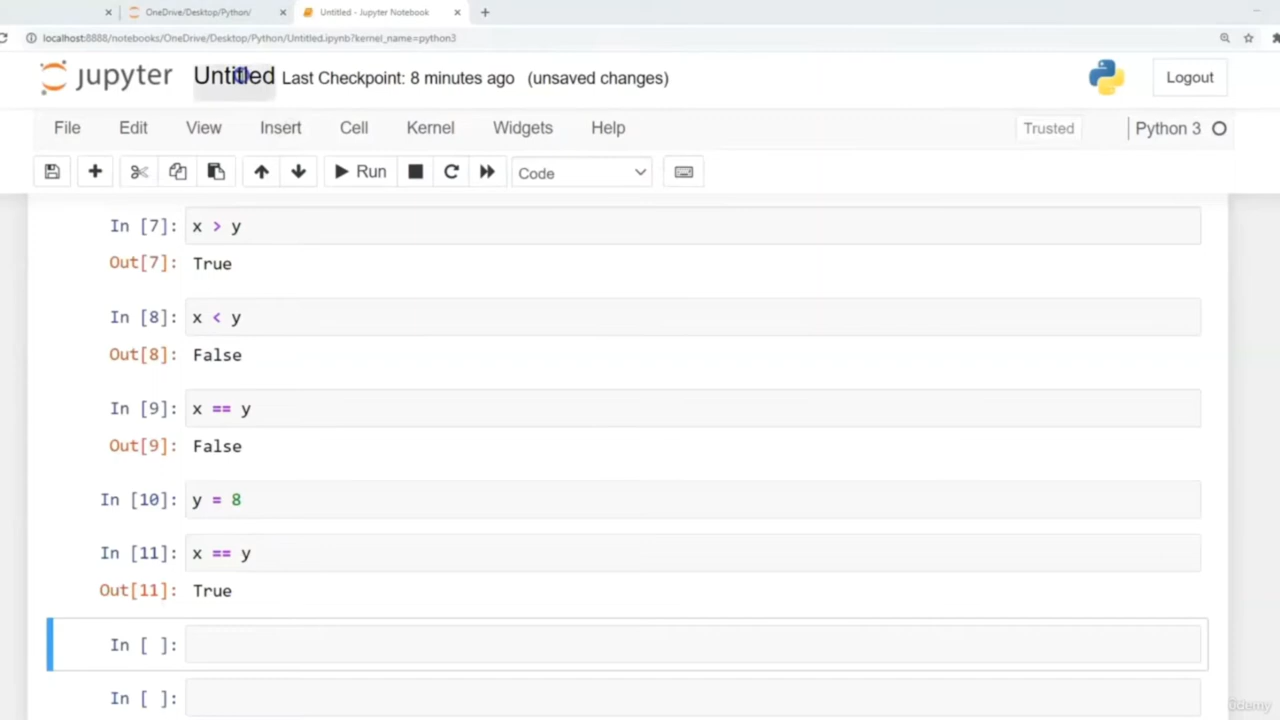 OneDrive/Desktop/Python/
Untitled - Jupyter Notebook
localhost:8888/notebooks/OneDrive/Desktop/Python/Untitled.ipynb?kernel_name=python3
jupyter Untitled Last Checkpoint: 8 minutes ago (unsaved changes) Logout
File Edit View Insert Cell Kernel Widgets Help Trusted Python 3
Run Code
In [7]: x > y
Out[7]: True
In [8]: x < y
Out[8]: False
In [9]: x == y
Out[9]: False
In [10]: y = 8
In [11]: x == y
Out[11]: True
In [ ]:
In [ ]:
Udemy